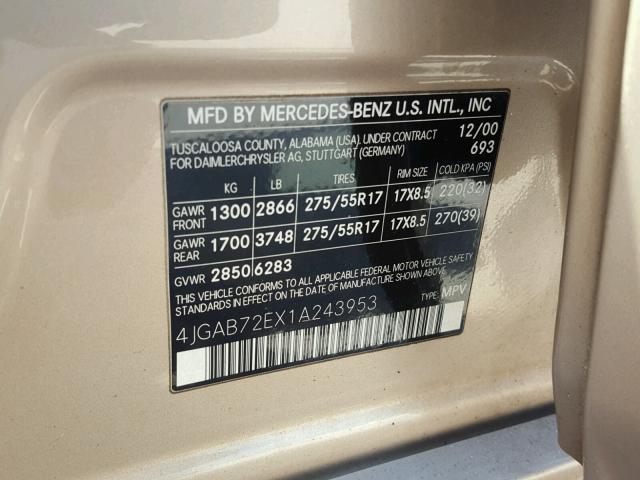 MFD BY MERCEDES-BENZ U.S. INTL., INC
TUSCALOOSA COUNTY, ALABAMA (USA). UNDER CONTRACT 12/00
FOR DAIMLERCHRYSLER AG, STUTTGART (GERMANY) 693
KG LB TIRES RIM SIZE COLD KPA (PSI)
GAWR FRONT 1300 2866 275/55R17 17X8.5 220(32)
GAWR REAR 1700 3748 275/55R17 17X8.5 270(39)
GVWR 2850 6283
THIS VEHICLE CONFORMS TO ALL APPLICABLE FEDERAL MOTOR VEHICLE SAFETY
STANDARDS IN EFFECT ON THE DATE OF MANUFACTURE SHOWN ABOVE.
4JGAB72EX1A243953 TYPE: MPV